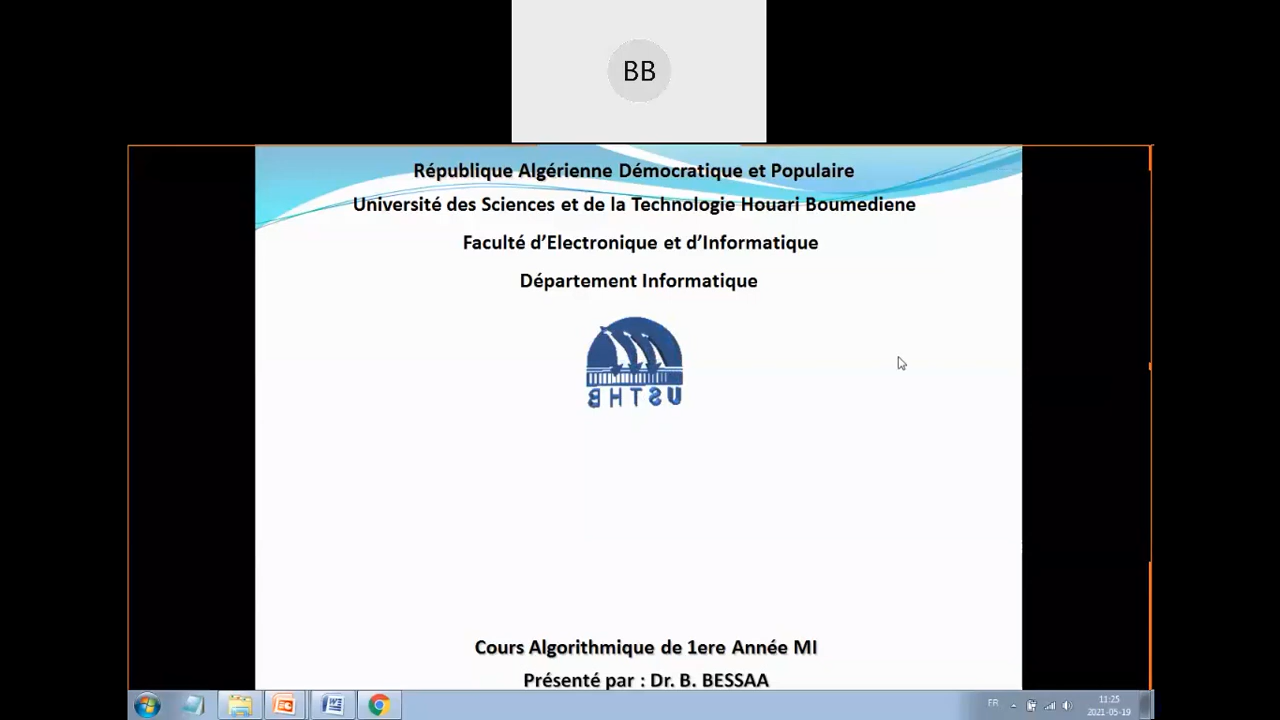 BB
République Algérienne Démocratique et Populaire
Université des Sciences et de la Technologie Houari Boumediene
Faculté d’Electronique et d’Informatique
Département Informatique
USTHB
Cours Algorithmique de 1ere Année MI
Présenté par : Dr. B. BESSAA
FR
11:25
2021-05-19